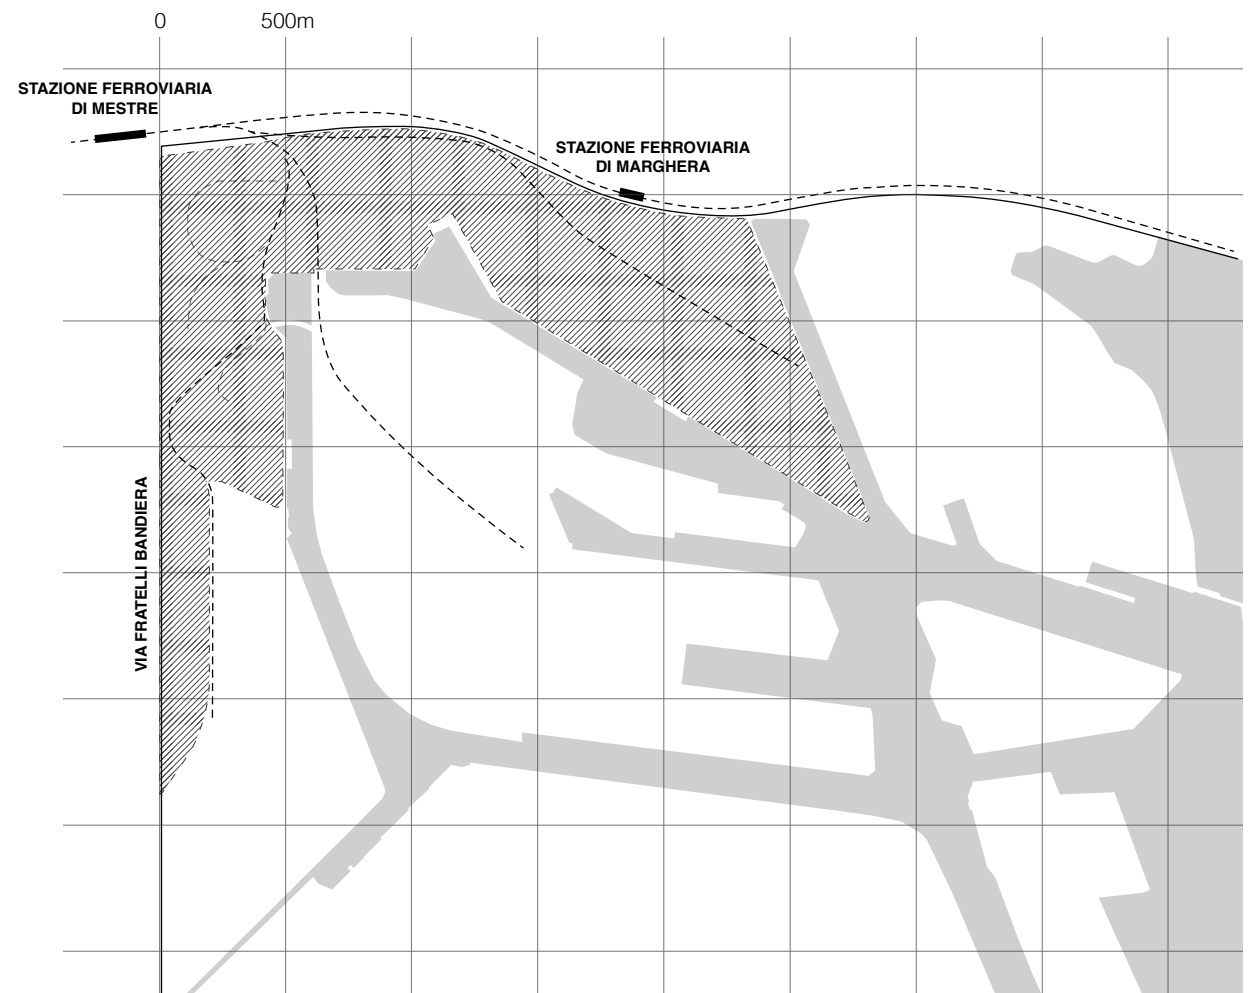 0
500m
STAZIONE FERROVIARIA
DI MESTRE
STAZIONE FERROVIARIA
DI MARGHERA
VIA FRATELLI BANDIERA